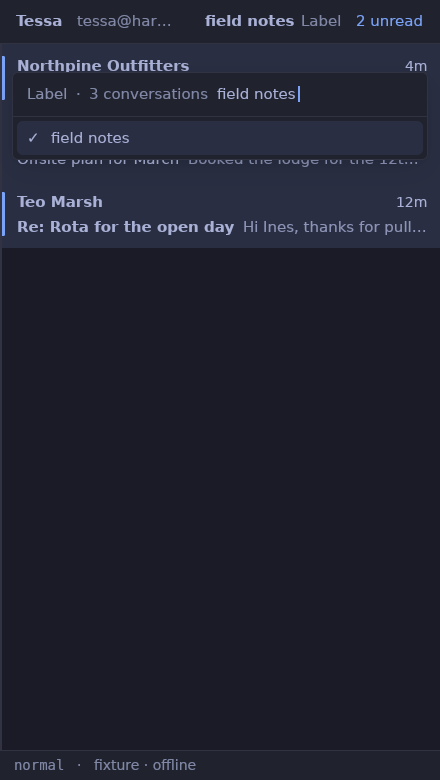 Tessa tessa@har… field notes Label 2 unread
Northpine Outfitters 4m
Label · 3 conversations field notes
✓ field notes
Offsite plan for March Booked the lodge for the 12t…
Teo Marsh 12m
Re: Rota for the open day Hi Ines, thanks for pull…
normal · fixture · offline